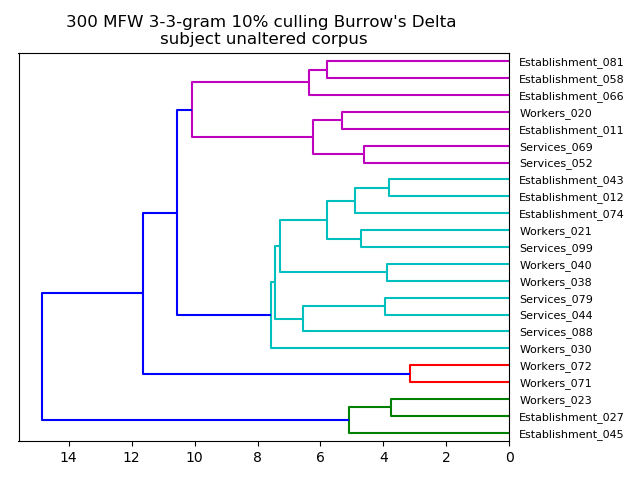 300 MFW 3-3-gram 10% culling Burrow's Delta
subject unaltered corpus
Establishment_081
Establishment_058
Establishment_066
Workers_020
Establishment_011
Services_069
Services_052
Establishment_043
Establishment_012
Establishment_074
Workers_021
Services_099
Workers_040
Workers_038
Services_079
Services_044
Services_088
Workers_030
Workers_072
Workers_071
Workers_023
Establishment_027
Establishment_045
14 12 10 8 6 4 2 0